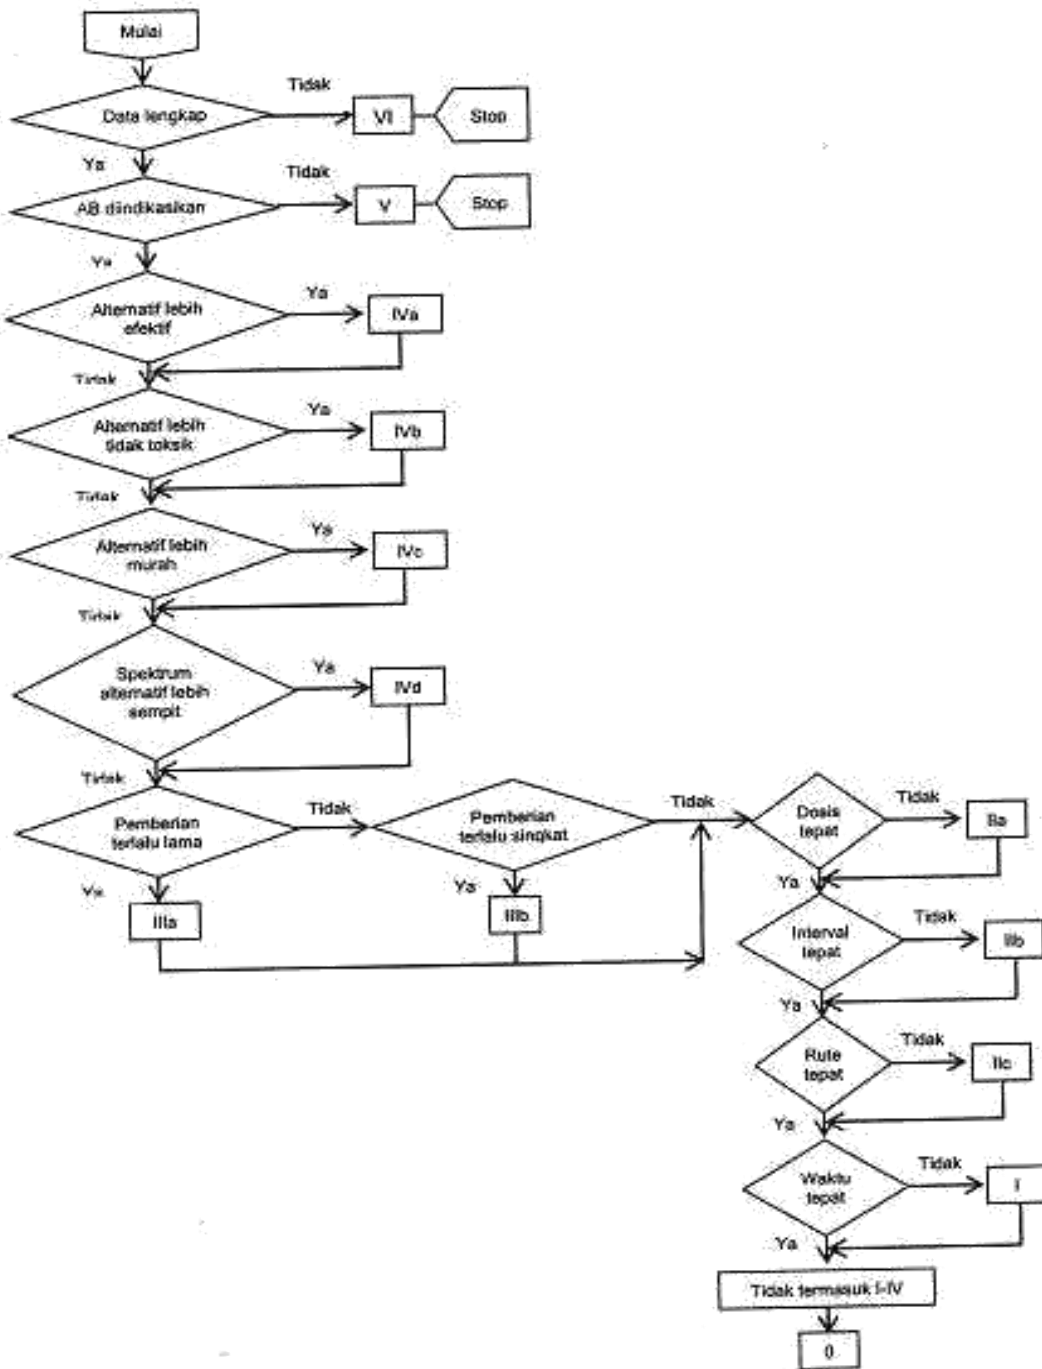 Mulai
Tidak
Data lengkap
VI
Stop
Ya
Tidak
AB diindikasikan
V
Stop
Ya
Ya
Alternatif lebih
efektif
IVa
Tidak
Ya
Alternatif lebih
tidak toksik
IVb
Tidak
Ya
Alternatif lebih
murah
IVc
Tidak
Ya
Spektrum
alternatif lebih
sempit
IVd
Tidak
Tidak
Pemberian
terlalu lama
Ya
IIIa
Pemberian
terlalu singkat
Tidak
Ya
IIIb
Dosis
tepat
Tidak
IIa
Ya
Interval
tepat
Tidak
IIb
Ya
Rute
tepat
Tidak
IIc
Ya
Waktu
tepat
Tidak
I
Ya
Tidak termasuk I-IV
0